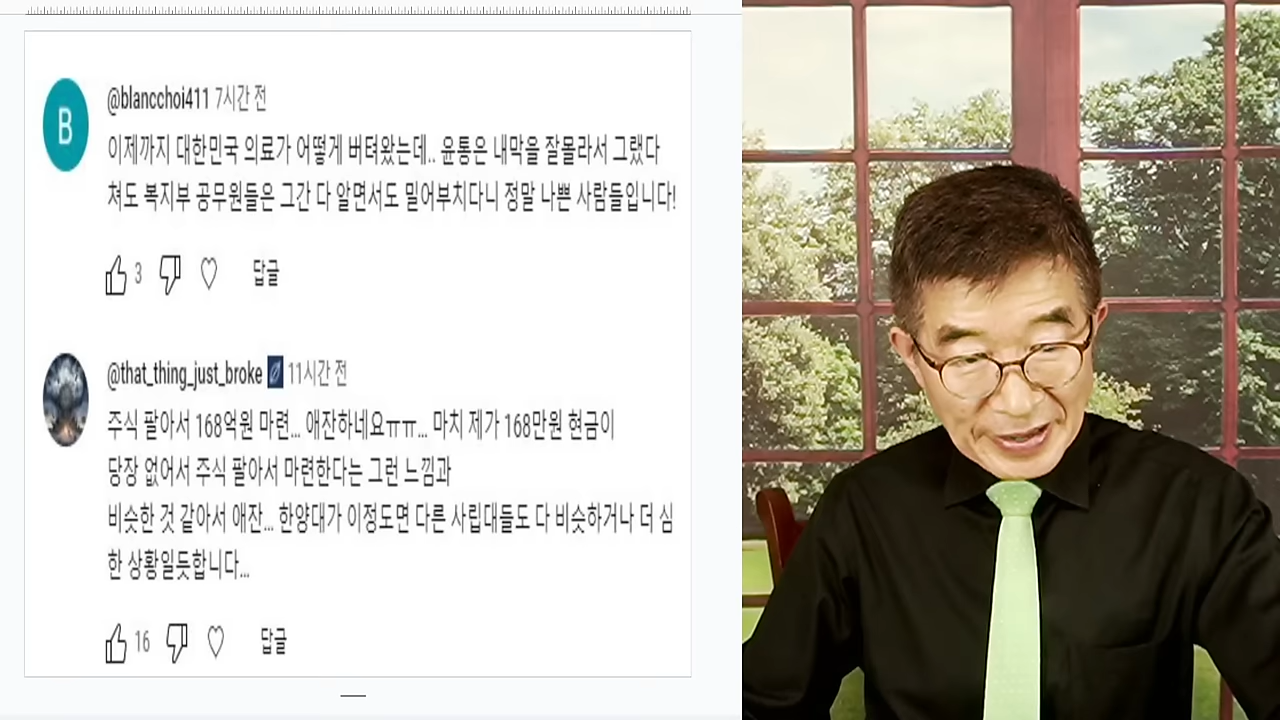 B
@blancchoi411 7시간 전
이제까지 대한민국 의료가 어떻게 버텨왔는데.. 윤통은 내막을 잘몰라서 그랬다
쳐도 복지부 공무원들은 그간 다 알면서도 밀어부치다니 정말 나쁜 사람들입니다!
3 답글
@that_thing_just_broke 11시간 전
주식 팔아서 168억원 마련... 애잔하네요ㅠㅠ... 마치 제가 168만원 현금이
당장 없어서 주식 팔아서 마련한다는 그런 느낌과
비슷한 것 같아서 애잔... 한양대가 이정도면 다른 사립대들도 다 비슷하거나 더 심
한 상황일듯합니다...
16 답글